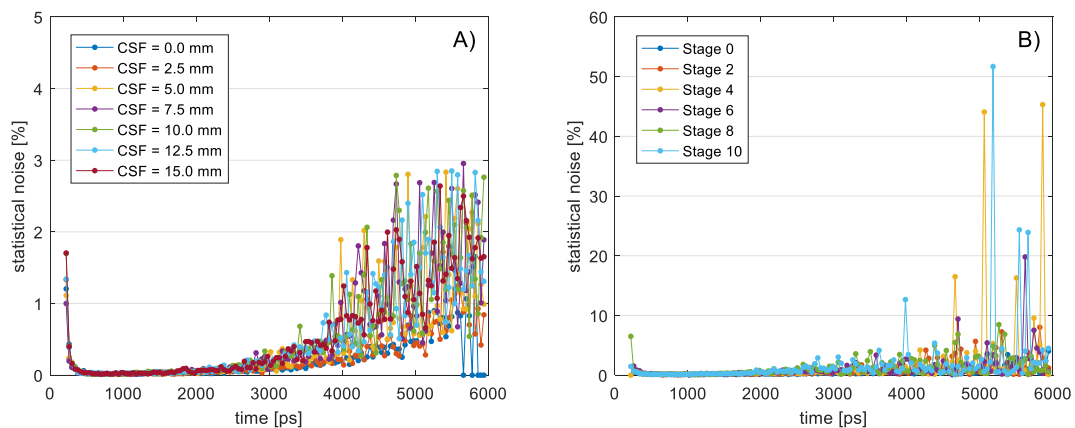 A)
5
4
3
2
1
0
statistical noise [%]
CSF = 0.0 mm
CSF = 2.5 mm
CSF = 5.0 mm
CSF = 7.5 mm
CSF = 10.0 mm
CSF = 12.5 mm
CSF = 15.0 mm
0 1000 2000 3000 4000 5000 6000
time [ps]
B)
60
50
40
30
20
10
0
statistical noise [%]
Stage 0
Stage 2
Stage 4
Stage 6
Stage 8
Stage 10
0 1000 2000 3000 4000 5000 6000
time [ps]